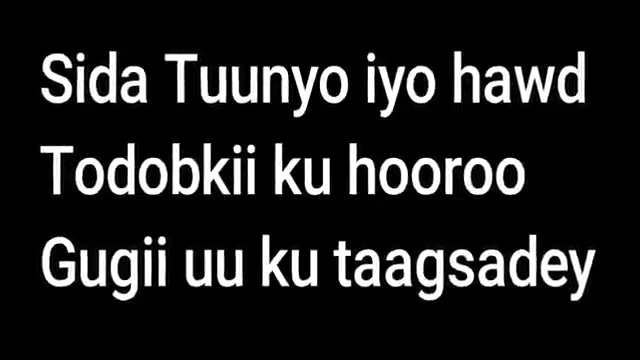 Sida Tuunyo iyo hawd
Todobkii ku hooroo
Gugii uu ku taagsadey